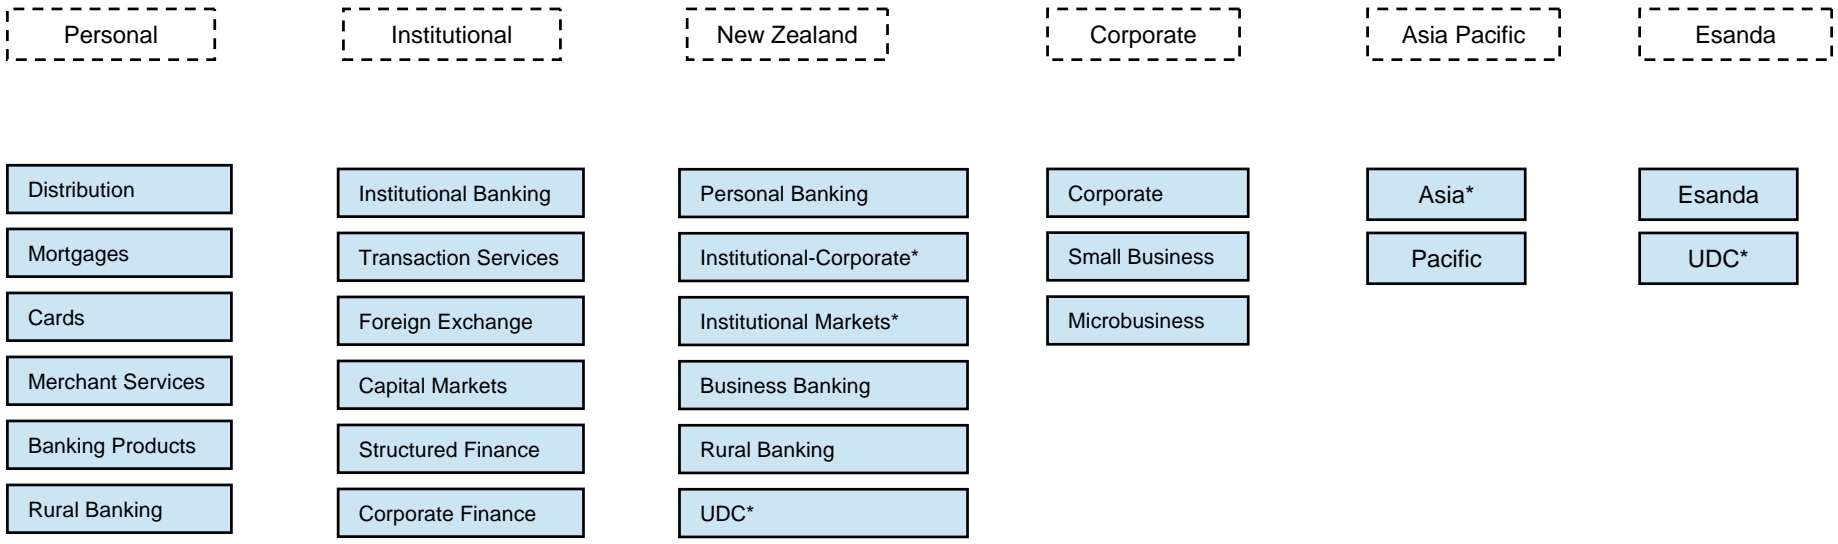 Personal
Institutional
New Zealand
Corporate
Asia Pacific
Esanda
Distribution
Mortgages
Cards
Merchant Services
Banking Products
Rural Banking
Institutional Banking
Transaction Services
Foreign Exchange
Capital Markets
Structured Finance
Corporate Finance
Personal Banking
Institutional-Corporate*
Institutional Markets*
Business Banking
Rural Banking
UDC*
Corporate
Small Business
Microbusiness
Asia*
Pacific
Esanda
UDC*